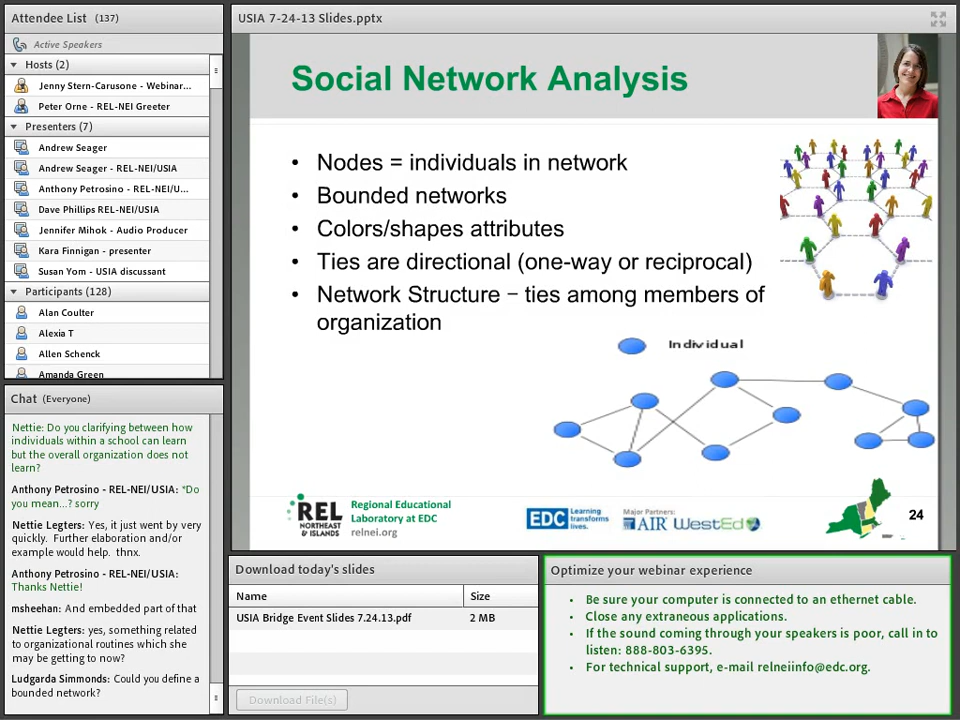 Attendee List (137)
Active Speakers
Hosts (2)
Jenny Stern-Carusone - Webinar...
Peter Orne - REL-NEI Greeter
Presenters (7)
Andrew Seager
Andrew Seager - REL-NEI/USIA
Anthony Petrosino - REL-NEI/U...
Dave Phillips REL-NEI/USIA
Jennifer Mihok - Audio Producer
Kara Finnigan - presenter
Susan Yom - USIA discussant
Participants (128)
Alan Coulter
Alexia T
Allen Schenck
Amanda Green
Chat (Everyone)
Nettie: Do you clarifying between how
individuals within a school can learn
but the overall organization does not
learn?
Anthony Petrosino - REL-NEI/USIA: *Do
you mean...? sorry
Nettie Legters: Yes, it just went by very
quickly. Further elaboration and/or
example would help. thnx.
Anthony Petrosino - REL-NEI/USIA:
Thanks Nettie!
msheehan: And embedded part of that
Nettie Legters: yes, something related
to organizational routines which she
may be getting to now?
Ludgarda Simmonds: Could you define a
bounded network?
USIA 7-24-13 Slides.pptx
Social Network Analysis
• Nodes = individuals in network
• Bounded networks
• Colors/shapes attributes
• Ties are directional (one-way or reciprocal)
• Network Structure – ties among members of
organization
Individual
REL
NORTHEAST
& ISLANDS
Regional Educational
Laboratory at EDC
relnei.org
EDC Learning
transforms
lives.
Major Partners:
AIR WestEd
24
Download today's slides
Name Size
USIA Bridge Event Slides 7.24.13.pdf 2 MB
Download File(s)
Optimize your webinar experience
• Be sure your computer is connected to an ethernet cable.
• Close any extraneous applications.
• If the sound coming through your speakers is poor, call in to
listen: 888-803-6395.
• For technical support, e-mail relneiinfo@edc.org.